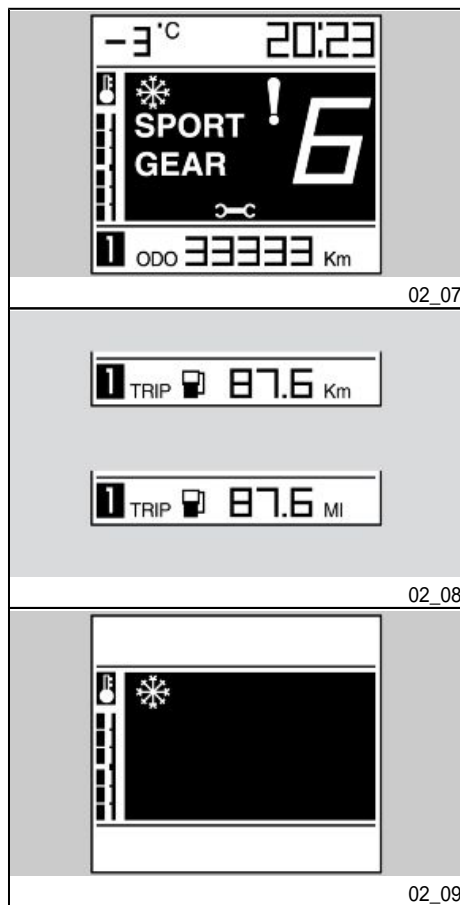 -3°C 20:23
SPORT
GEAR
! 6
1 ODO 33333 Km
02_07
1 TRIP 87.6 Km
1 TRIP 87.6 MI
02_08
02_09